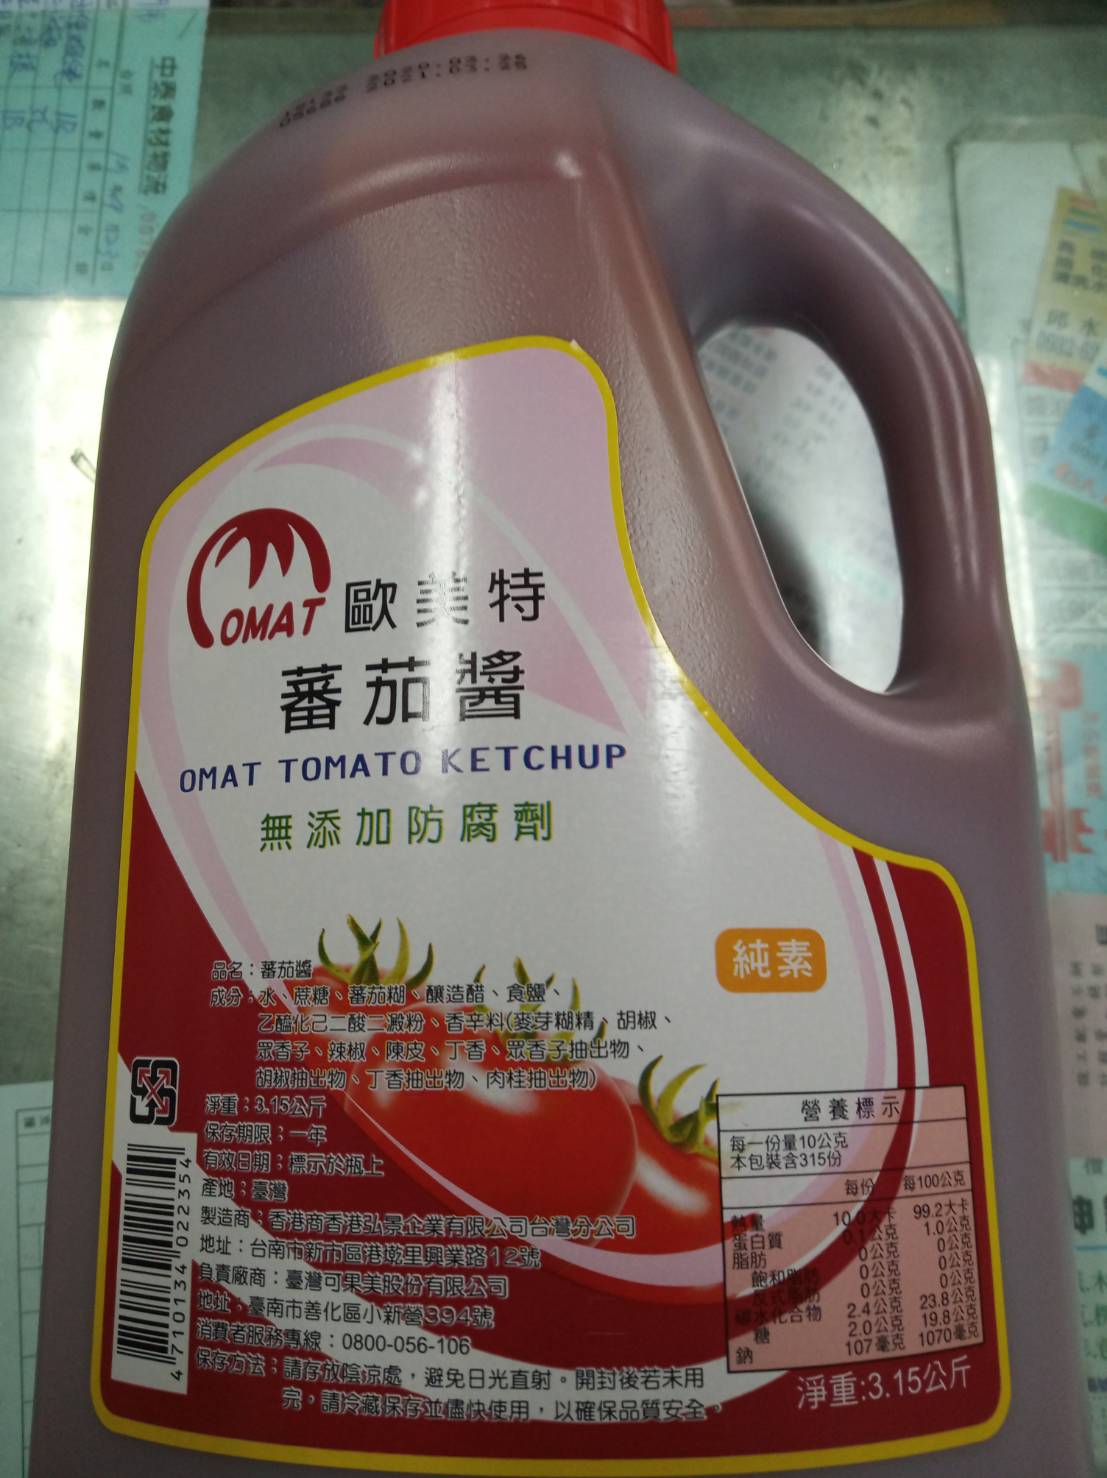 中央食材物流
OMAT
歐美特
蕃茄醬
OMAT TOMATO KETCHUP
無添加防腐劑
純素
品名：蕃茄醬
成分：水、蔗糖、蕃茄糊、釀造醋、食鹽、
乙醯化己二酸二澱粉、香辛料(麥芽糊精、胡椒、
眾香子、辣椒、陳皮、丁香、眾香子抽出物、
胡椒抽出物、丁香抽出物、肉桂抽出物)
淨重：3.15公斤
保存期限：一年
有效日期：標示於瓶上
產地：臺灣
製造商：香港商香港弘景企業有限公司台灣分公司
地址：台南市新市區港墘里興業路12號
負責廠商：臺灣可果美股份有限公司
地址：臺南市善化區小新營394號
消費者服務專線：0800-056-106
保存方法：請存放陰涼處，避免日光直射。開封後若未用
完，請冷藏保存並儘快使用，以確保品質安全。
4 710134 022354
營養標示
每一份量10公克
本包裝含315份
每份 每100公克
熱量 10.0大卡 99.2大卡
蛋白質 0.1公克 1.0公克
脂肪 0公克 0公克
飽和脂肪 0公克 0公克
反式脂肪 0公克 0公克
碳水化合物 2.4公克 23.8公克
糖 2.0公克 19.8公克
鈉 107毫克 1070毫克
淨重:3.15公斤